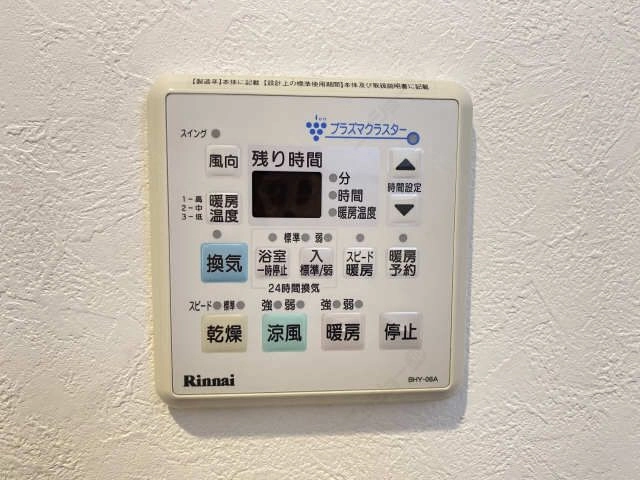 【製造年】本体に記載 【設計上の標準使用期間】本体及び取扱説明書に記載
プラズマクラスター
スイング
風向
残り時間
分
時間
暖房温度
▲
時間設定
▼
1-高
2-中
3-低
暖房
温度
標準 弱
換気
浴室
一時停止
入
標準/弱
スピード
暖房
暖房
予約
24時間換気
スピード 標準
強 弱
強 弱
乾燥
涼風
暖房
停止
Rinnai
BHY-08A